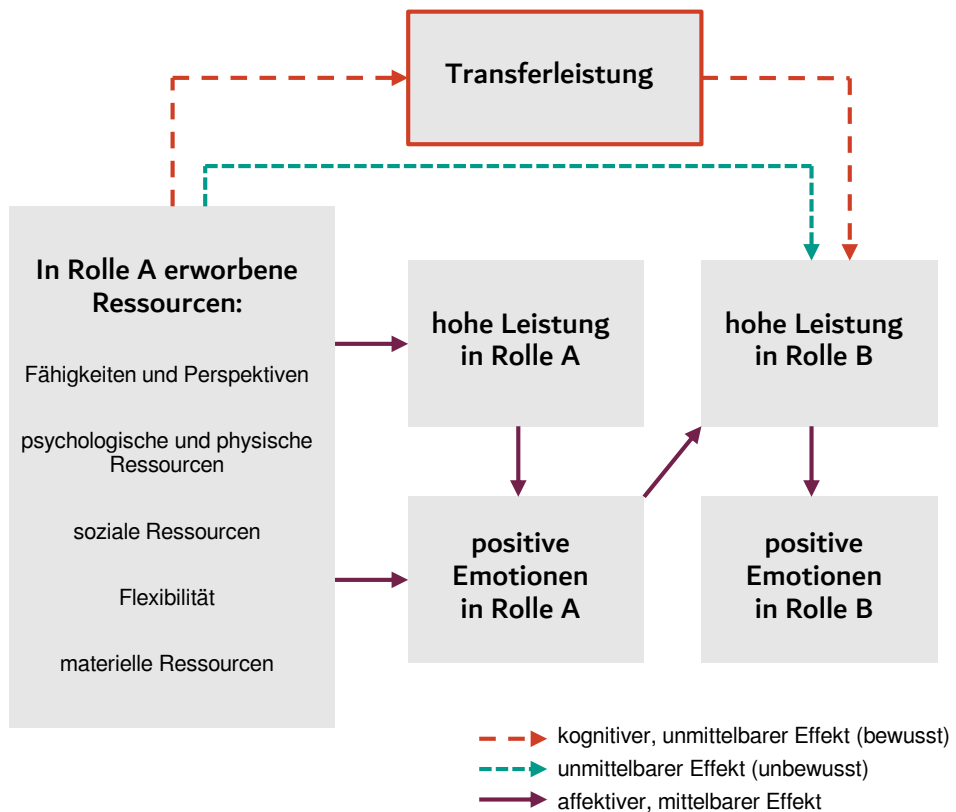 Transferleistung
In Rolle A erworbene
Ressourcen:
Fähigkeiten und Perspektiven
psychologische und physische
Ressourcen
soziale Ressourcen
Flexibilität
materielle Ressourcen
hohe Leistung
in Rolle A
hohe Leistung
in Rolle B
positive
Emotionen
in Rolle A
positive
Emotionen
in Rolle B
kognitiver, unmittelbarer Effekt (bewusst)
unmittelbarer Effekt (unbewusst)
affektiver, mittelbarer Effekt